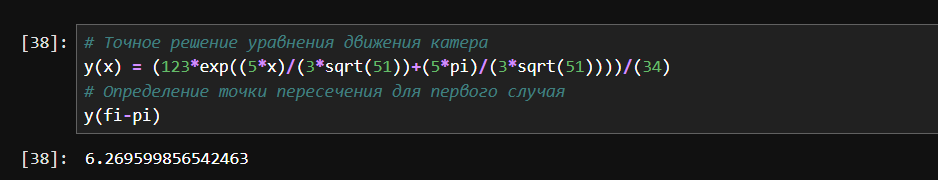 [38]: # Точное решение уравнения движения катера
y(x) = (123*exp((5*x)/(3*sqrt(51))+(5*pi)/(3*sqrt(51))))/(34)
# Определение точки пересечения для первого случая
y(fi-pi)
[38]: 6.269599856542463